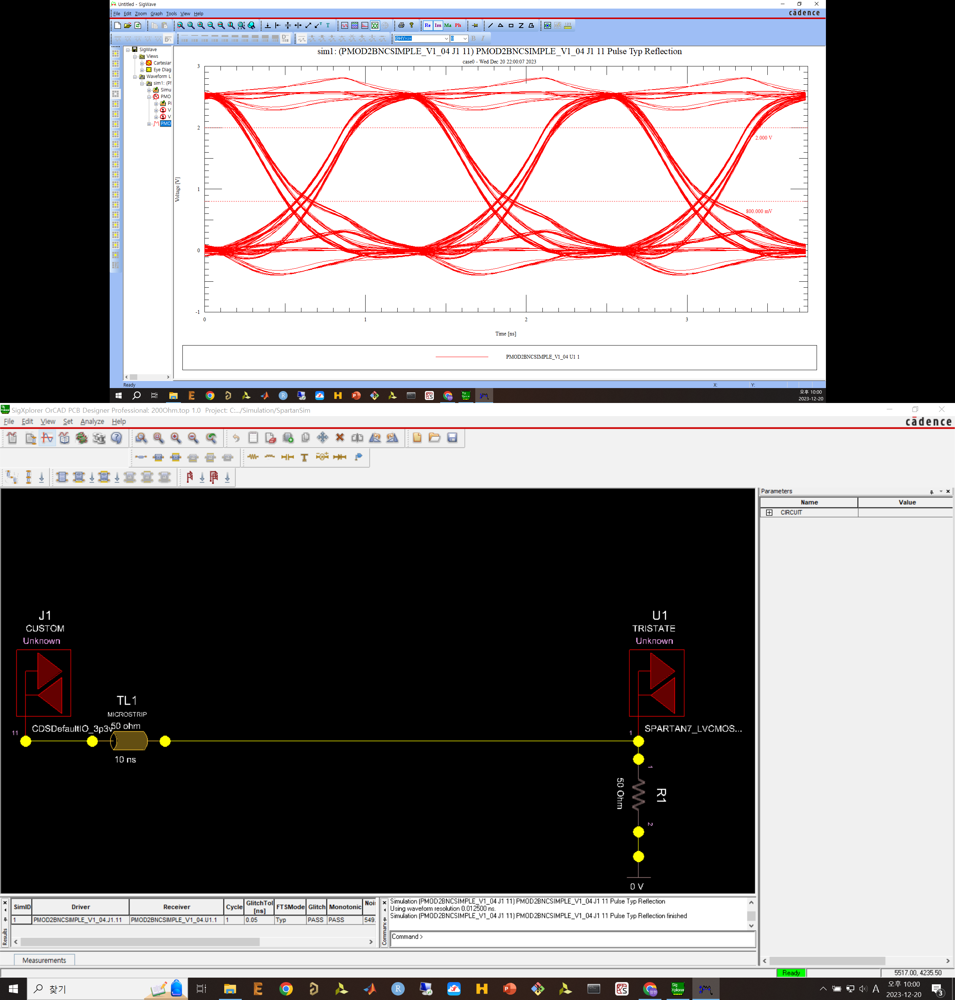 Untitled - SigWave
File Edit Zoom Graph Tools View Help
cādence
Re Im Ma Ph
SigWave
Views
Cartesiar
Eye Diag
Waveform L
sim1: (PM
Simu
PMO
Pi
V
V
PMO
sim1: (PMOD2BNCSIMPLE_V1_04 J1 11) PMOD2BNCSIMPLE_V1_04 J1 11 Pulse Typ Reflection
case0 - Wed Dec 20 22:00:07 2023
3
2
2.000 V
1
800.000 mV
0
-1
Voltage [V]
0 1 2 3
Time [ns]
PMOD2BNCSIMPLE_V1_04 U1 1
Ready
X: Y:
오후 10:00
2023-12-20
SigXplorer OrCAD PCB Designer Professional: 200Ohm.top 1.0 Project: C:.../Simulation/SpartanSim
File Edit View Set Analyze Help
cādence
Parameters
Name Value
CIRCUIT
J1
CUSTOM
Unknown
U1
TRISTATE
Unknown
TL1
MICROSTRIP
50 ohm
11
CDSDefaultIO_3p3v
10 ns
1
SPARTAN7_LVCMOS...
1
50 Ohm
R1
2
0 V
SimID Driver Receiver Cycle GlitchTol [ns] FTSMode Glitch Monotonic Noi
1 PMOD2BNCSIMPLE_V1_04.J1.11 PMOD2BNCSIMPLE_V1_04.U1.1 1 0.05 Typ PASS PASS 549.
Results
Simulation (PMOD2BNCSIMPLE_V1_04 J1 11) PMOD2BNCSIMPLE_V1_04 J1 11 Pulse Typ Reflection
Using waveform resolution 0.012500 ns.
Simulation (PMOD2BNCSIMPLE_V1_04 J1 11) PMOD2BNCSIMPLE_V1_04 J1 11 Pulse Typ Reflection finished
Command >
Measurements
Ready
5517.00, 4235.50
찾기
A
오후 10:00
2023-12-20
3